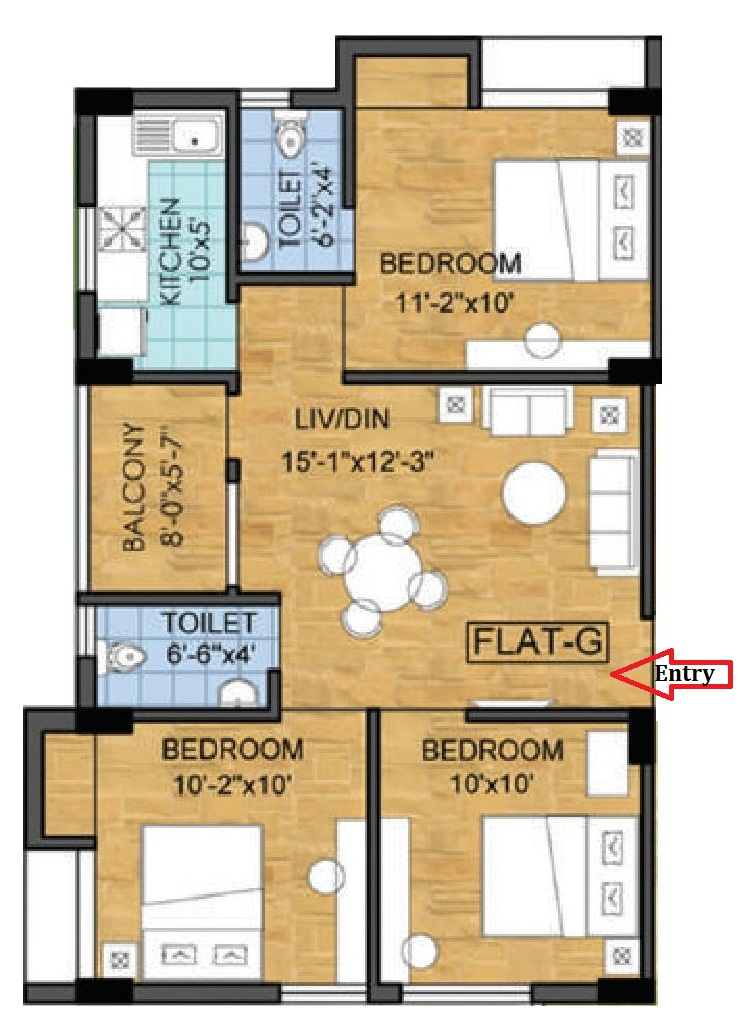 KITCHEN
10'x5'
TOILET
6'-2"x4'
BEDROOM
11'-2"x10'
LIV/DIN
15'-1"x12'-3"
BALCONY
8'-0"x5'-7"
TOILET
6'-6"x4'
FLAT-G
Entry
BEDROOM
10'-2"x10'
BEDROOM
10'x10'